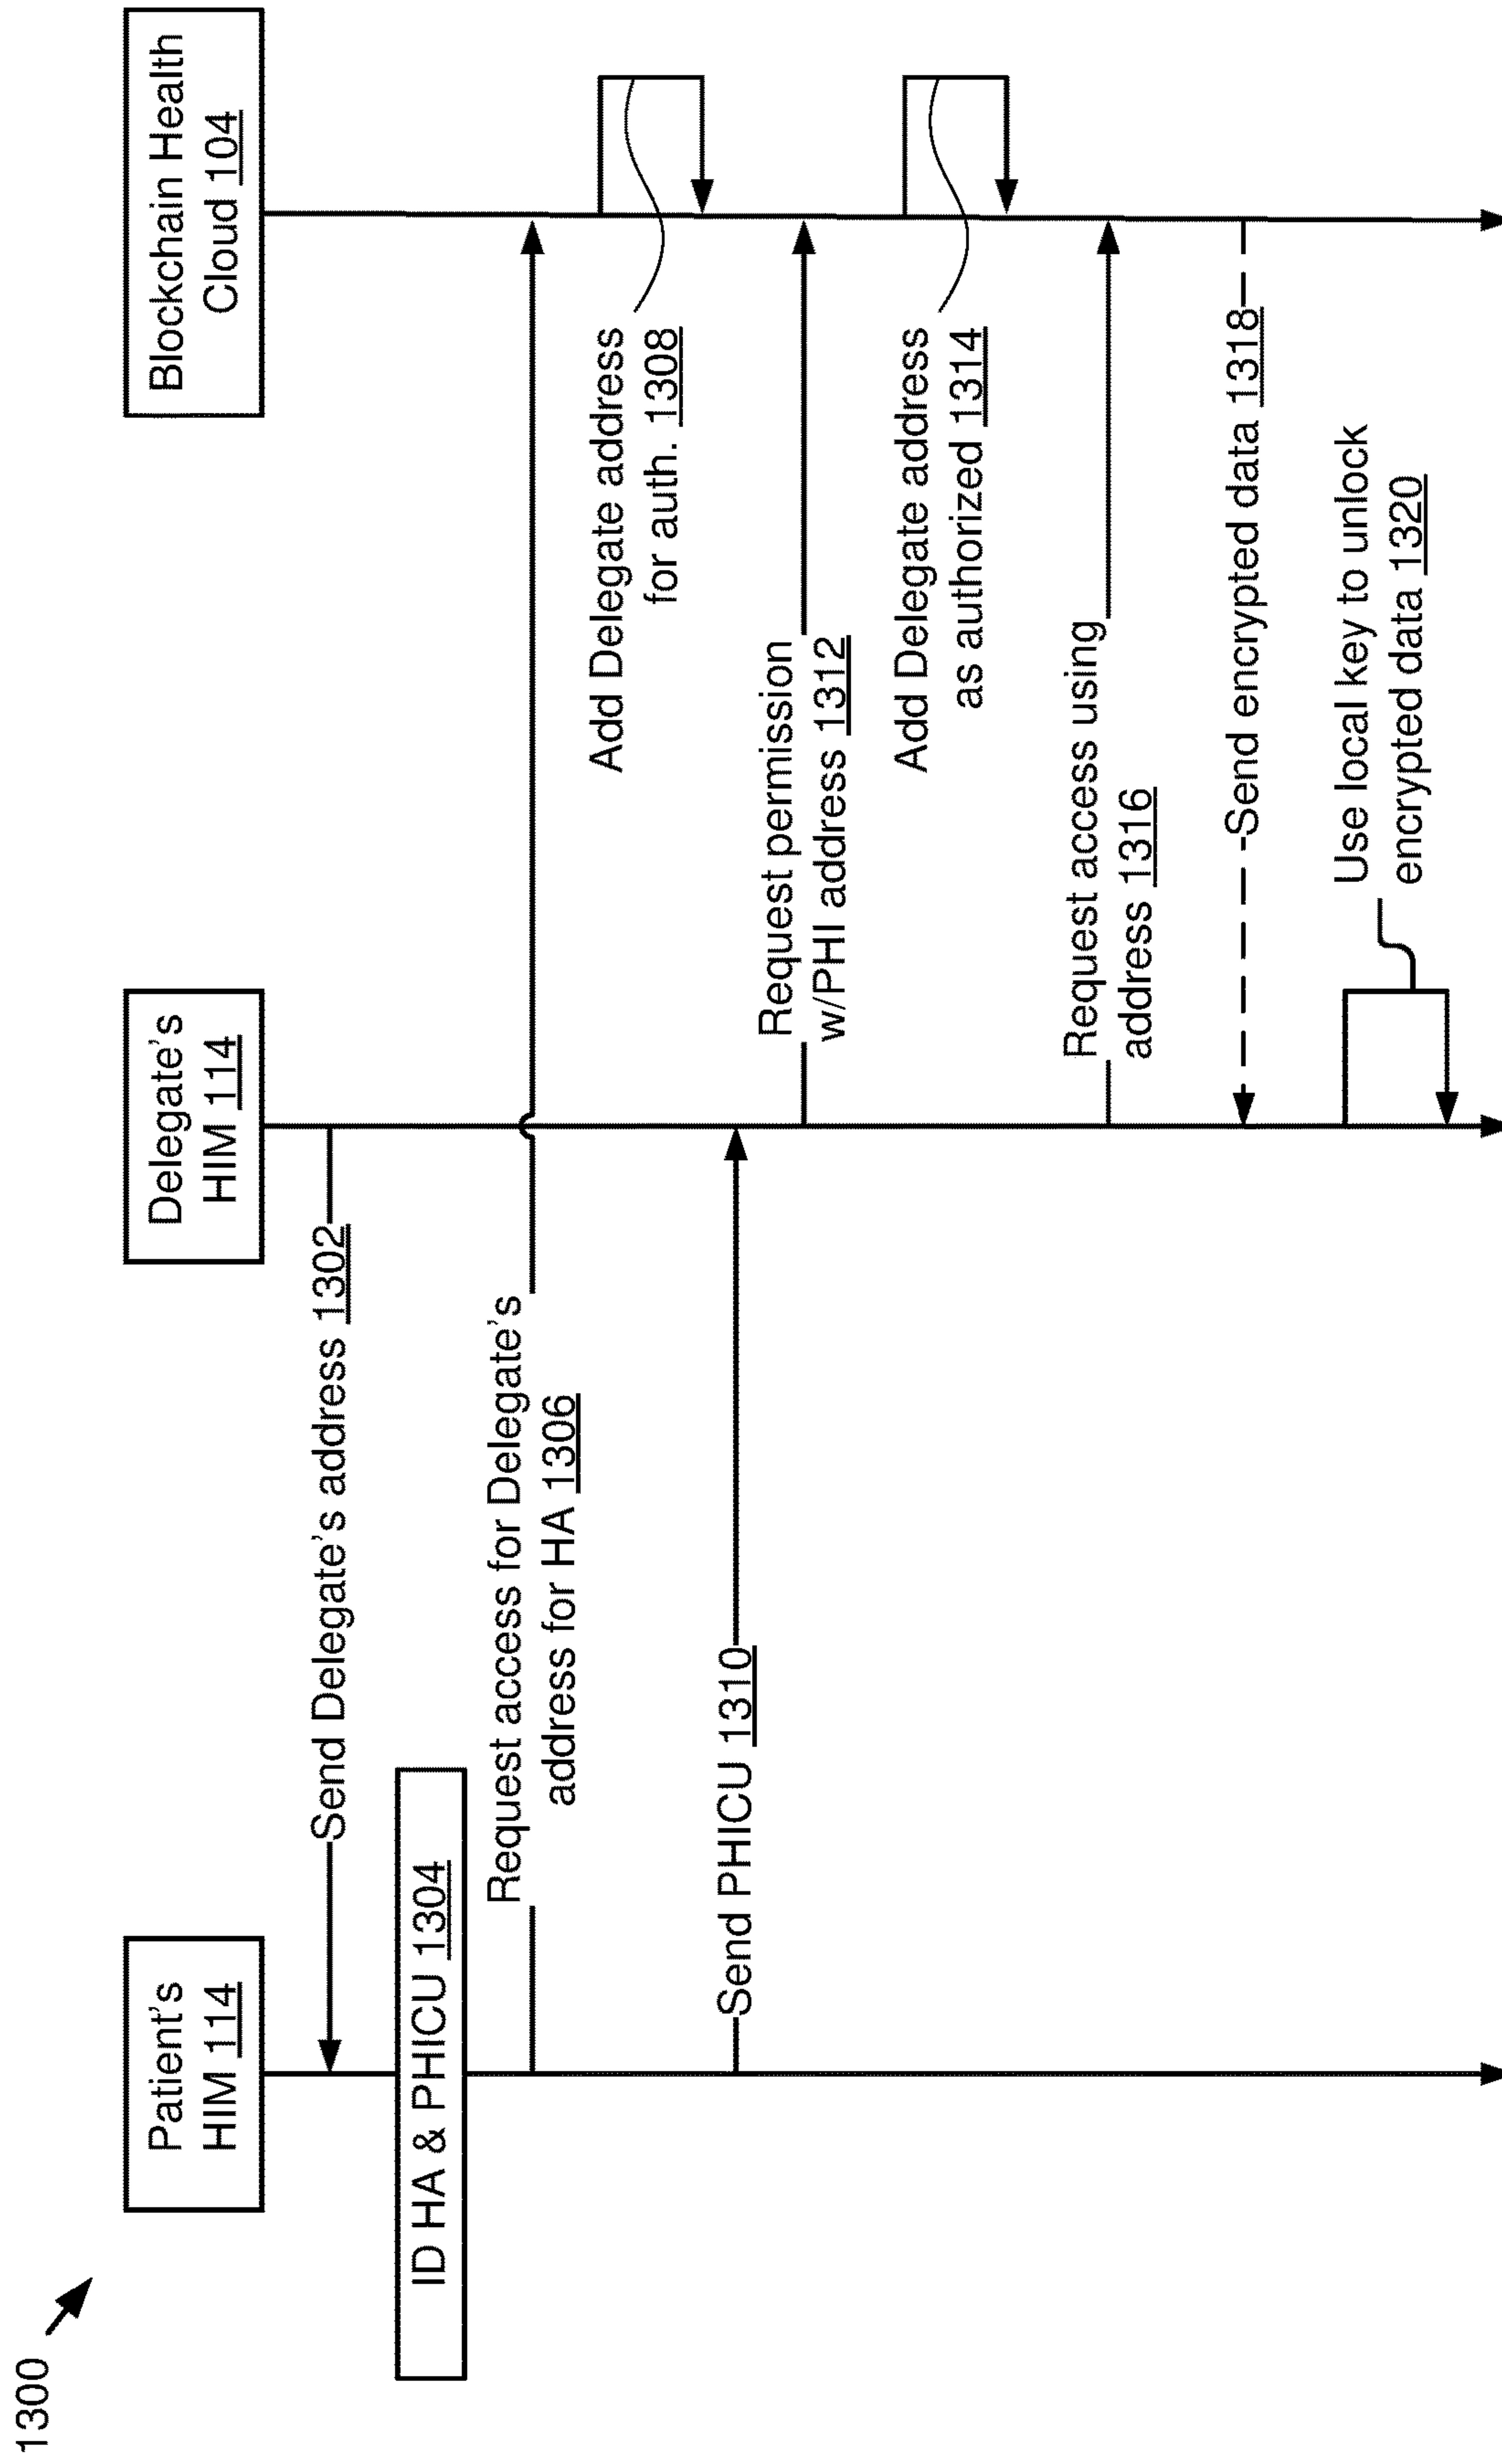 1300
Patient's
HIM 114
Delegate's
HIM 114
Blockchain Health
Cloud 104
Send Delegate's address 1302
ID HA & PHICU 1304
Request access for Delegate's
address for HA 1306
Add Delegate address
for auth. 1308
Send PHICU 1310
Request permission
w/PHI address 1312
Add Delegate address
as authorized 1314
Request access using
address 1316
Send encrypted data 1318
Use local key to unlock
encrypted data 1320